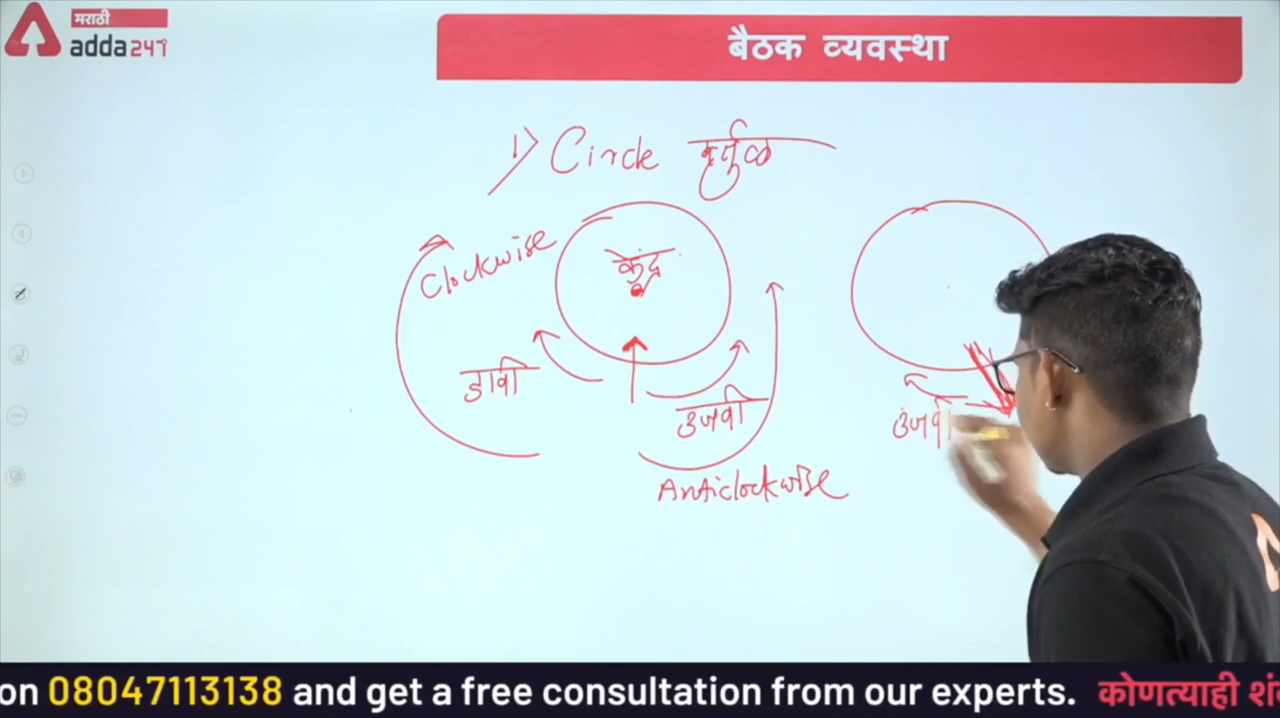 मराठी
adda247
बैठक व्यवस्था
1) Circle वर्तुळ
Clockwise
केंद्र
डावी
उजवी
उजवी
Anticlockwise
on 08047113138 and get a free consultation from our experts. कोणत्याही शं